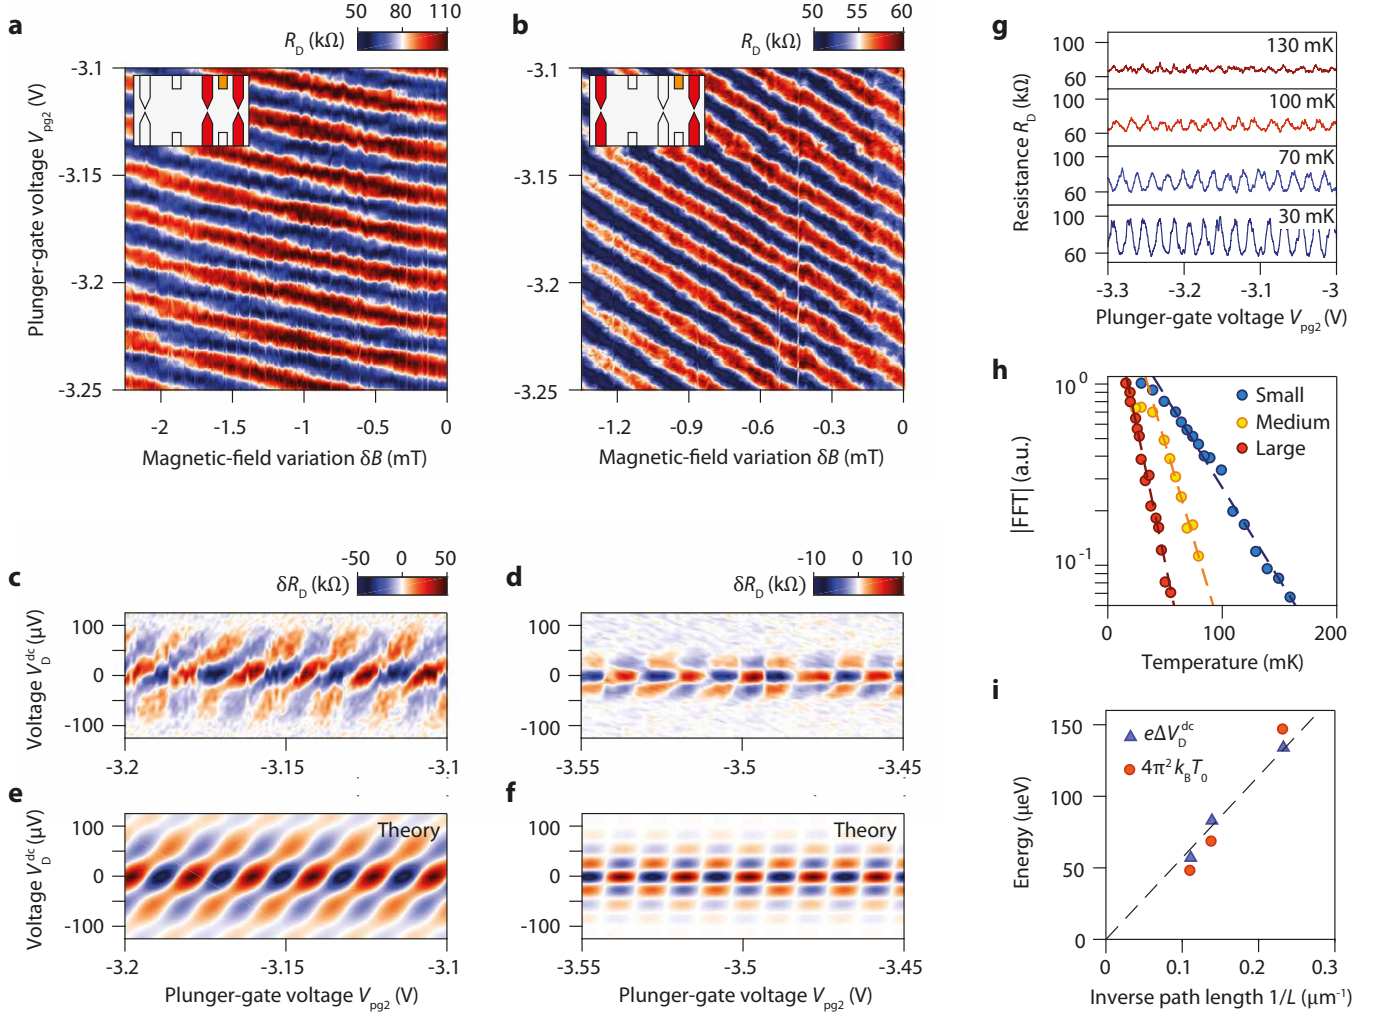 a
50 80 110
R_D (kΩ)
Plunger-gate voltage V_pg2 (V)
-3.1
-3.15
-3.2
-3.25
-2 -1.5 -1 -0.5 0
Magnetic-field variation δB (mT)
b
50 55 60
R_D (kΩ)
-3.1
-3.15
-3.2
-3.25
-1.2 -0.9 -0.6 -0.3 0
Magnetic-field variation δB (mT)
c
-50 0 50
δR_D (kΩ)
Voltage V_D^dc (μV)
100
0
-100
-3.2 -3.15 -3.1
d
-10 0 10
δR_D (kΩ)
100
0
-100
-3.55 -3.5 -3.45
e
Theory
Voltage V_D^dc (μV)
100
0
-100
-3.2 -3.15 -3.1
Plunger-gate voltage V_pg2 (V)
f
Theory
100
0
-100
-3.55 -3.5 -3.45
Plunger-gate voltage V_pg2 (V)
g
Resistance R_D (kΩ)
100
60
130 mK
100
60
100 mK
100
60
70 mK
100
60
30 mK
-3.3 -3.2 -3.1 -3
Plunger-gate voltage V_pg2 (V)
h
|FFT| (a.u.)
10^0
10^-1
Small
Medium
Large
0 100 200
Temperature (mK)
i
Energy (μeV)
150
100
50
0
eΔV_D^dc
4π²k_BT_0
0 0.1 0.2 0.3
Inverse path length 1/L (μm⁻¹)